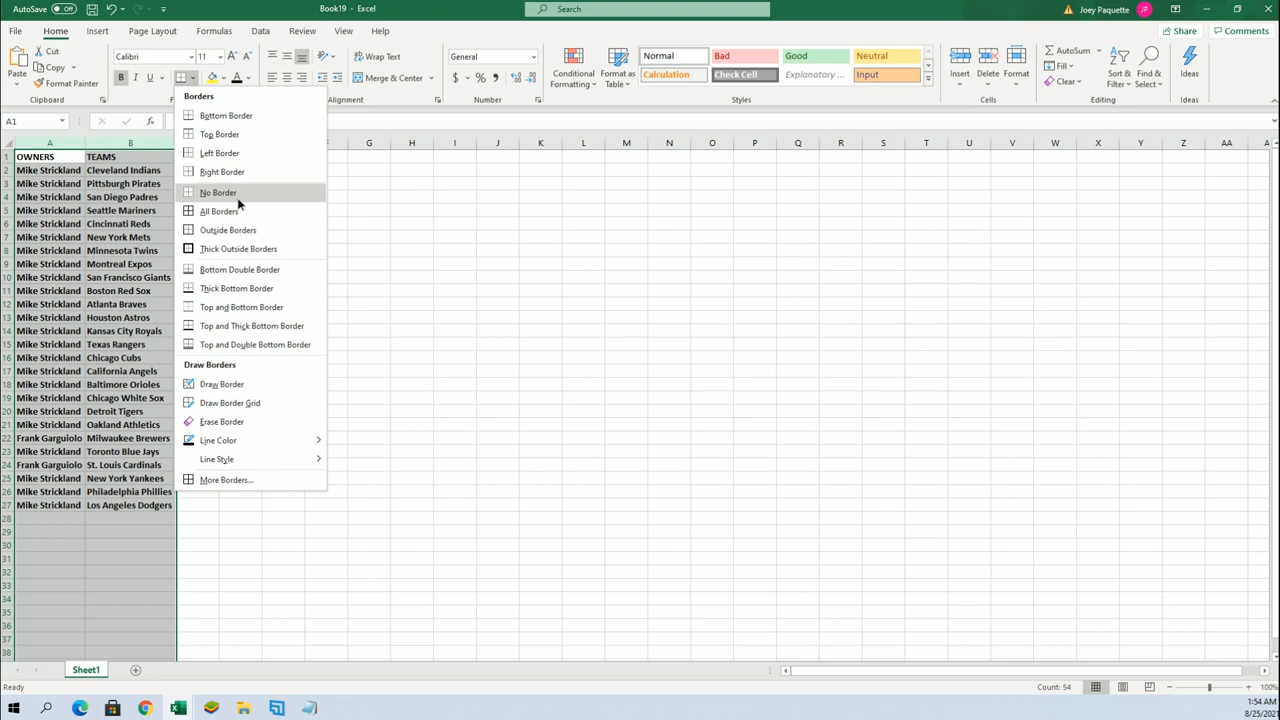 AutoSave Off
Book19 - Excel
Search
Joey Paquette
JP
File Home Insert Page Layout Formulas Data Review View Help
Share Comments
Cut
Copy
Format Painter
Paste
Clipboard
Calibri 11
B I U
Wrap Text
Merge & Center
Alignment
General
$ % ,
Number
Conditional Formatting
Format as Table
Normal Bad Good Neutral
Calculation Check Cell Explanatory ... Input
Styles
Insert Delete Format
Cells
AutoSum
Fill
Clear
Sort & Filter
Find & Select
Editing
Ideas
Ideas
A1
fx
A B F G H I J K L M N O P Q R S T U V W X Y Z AA
1 OWNERS TEAMS
2 Mike Strickland Cleveland Indians
3 Mike Strickland Pittsburgh Pirates
4 Mike Strickland San Diego Padres
5 Mike Strickland Seattle Mariners
6 Mike Strickland Cincinnati Reds
7 Mike Strickland New York Mets
8 Mike Strickland Minnesota Twins
9 Mike Strickland Montreal Expos
10 Mike Strickland San Francisco Giants
11 Mike Strickland Boston Red Sox
12 Mike Strickland Atlanta Braves
13 Mike Strickland Houston Astros
14 Mike Strickland Kansas City Royals
15 Mike Strickland Texas Rangers
16 Mike Strickland Chicago Cubs
17 Mike Strickland California Angels
18 Mike Strickland Baltimore Orioles
19 Mike Strickland Chicago White Sox
20 Mike Strickland Detroit Tigers
21 Mike Strickland Oakland Athletics
22 Frank Garguiolo Milwaukee Brewers
23 Mike Strickland Toronto Blue Jays
24 Frank Garguiolo St. Louis Cardinals
25 Mike Strickland New York Yankees
26 Mike Strickland Philadelphia Phillies
27 Mike Strickland Los Angeles Dodgers
28
29
30
31
32
33
34
35
36
37
38
Borders
Bottom Border
Top Border
Left Border
Right Border
No Border
All Borders
Outside Borders
Thick Outside Borders
Bottom Double Border
Thick Bottom Border
Top and Bottom Border
Top and Thick Bottom Border
Top and Double Bottom Border
Draw Borders
Draw Border
Draw Border Grid
Erase Border
Line Color
Line Style
More Borders...
Sheet1
Ready
Count: 54
100%
1:54 AM